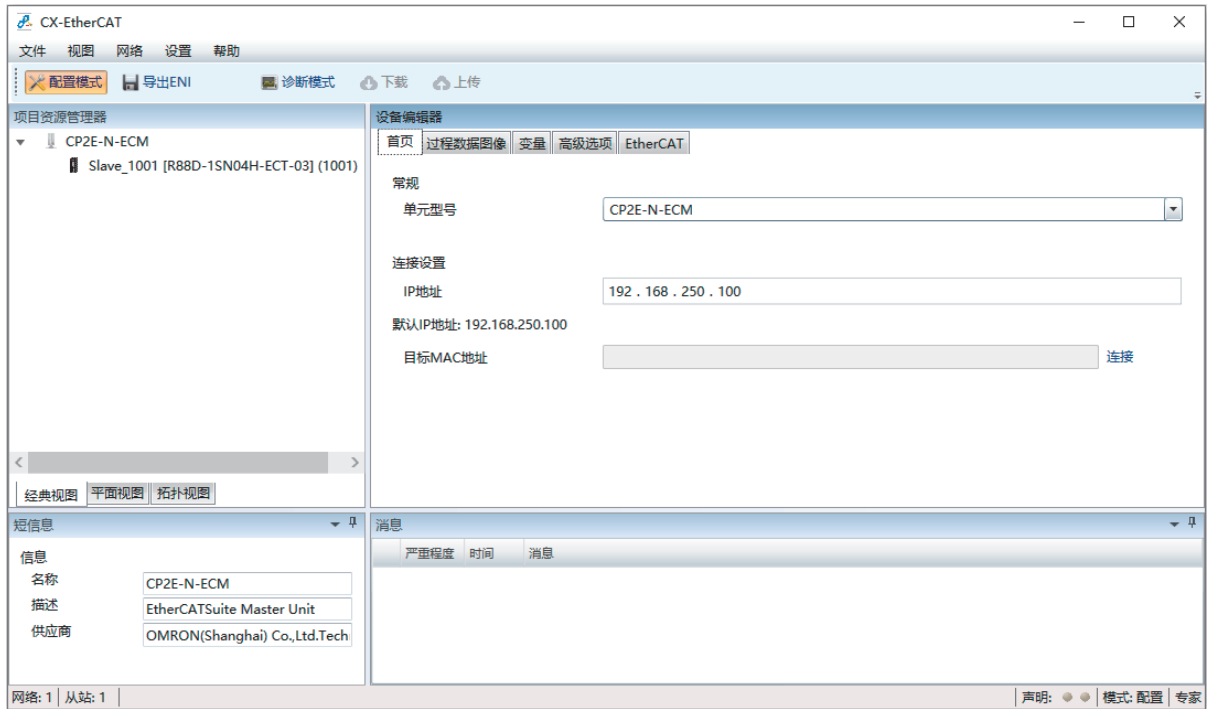 CX-EtherCAT
文件 视图 网络 设置 帮助
配置模式 导出ENI 诊断模式 下载 上传
项目资源管理器
CP2E-N-ECM
Slave_1001 [R88D-1SN04H-ECT-03] (1001)
经典视图 平面视图 拓扑视图
设备编辑器
首页 过程数据图像 变量 高级选项 EtherCAT
常规
单元型号 CP2E-N-ECM
连接设置
IP地址 192 . 168 . 250 . 100
默认IP地址: 192.168.250.100
目标MAC地址 连接
短信息
信息
名称 CP2E-N-ECM
描述 EtherCATSuite Master Unit
供应商 OMRON(Shanghai) Co.,Ltd.Tech
消息
严重程度 时间 消息
网络: 1 从站: 1 声明: 模式: 配置 专家